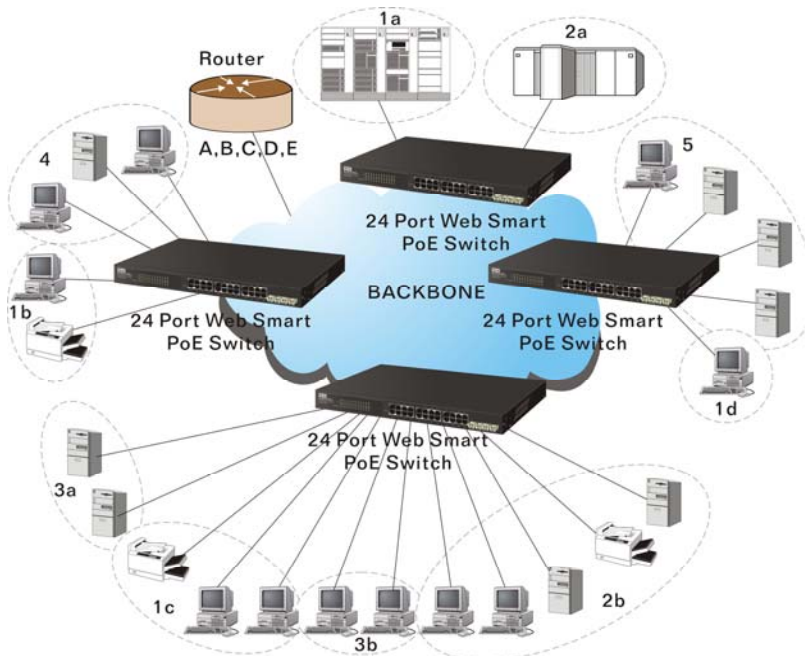 1a
2a
Router
A,B,C,D,E
4
5
24 Port Web Smart
PoE Switch
BACKBONE
24 Port Web Smart
PoE Switch
24 Port Web Smart
PoE Switch
1b
1d
24 Port Web Smart
PoE Switch
3a
1c
3b
2b